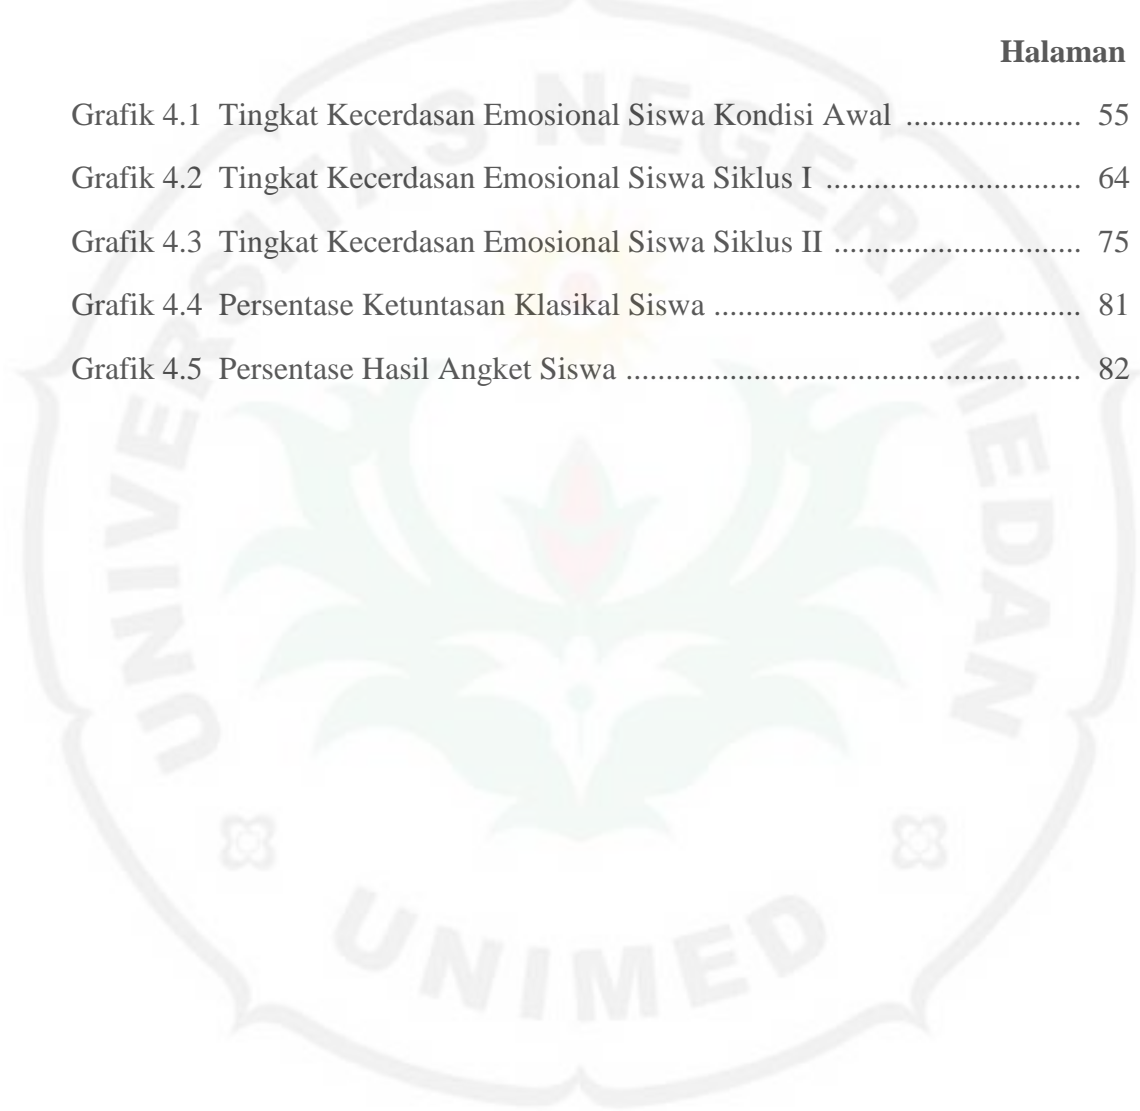 Halaman
Grafik 4.1 Tingkat Kecerdasan Emosional Siswa Kondisi Awal ..................... 55
Grafik 4.2 Tingkat Kecerdasan Emosional Siswa Siklus I ............................... 64
Grafik 4.3 Tingkat Kecerdasan Emosional Siswa Siklus II .............................. 75
Grafik 4.4 Persentase Ketuntasan Klasikal Siswa ............................................ 81
Grafik 4.5 Persentase Hasil Angket Siswa ....................................................... 82
UNIVERSITAS NEGERI MEDAN
UNIMED